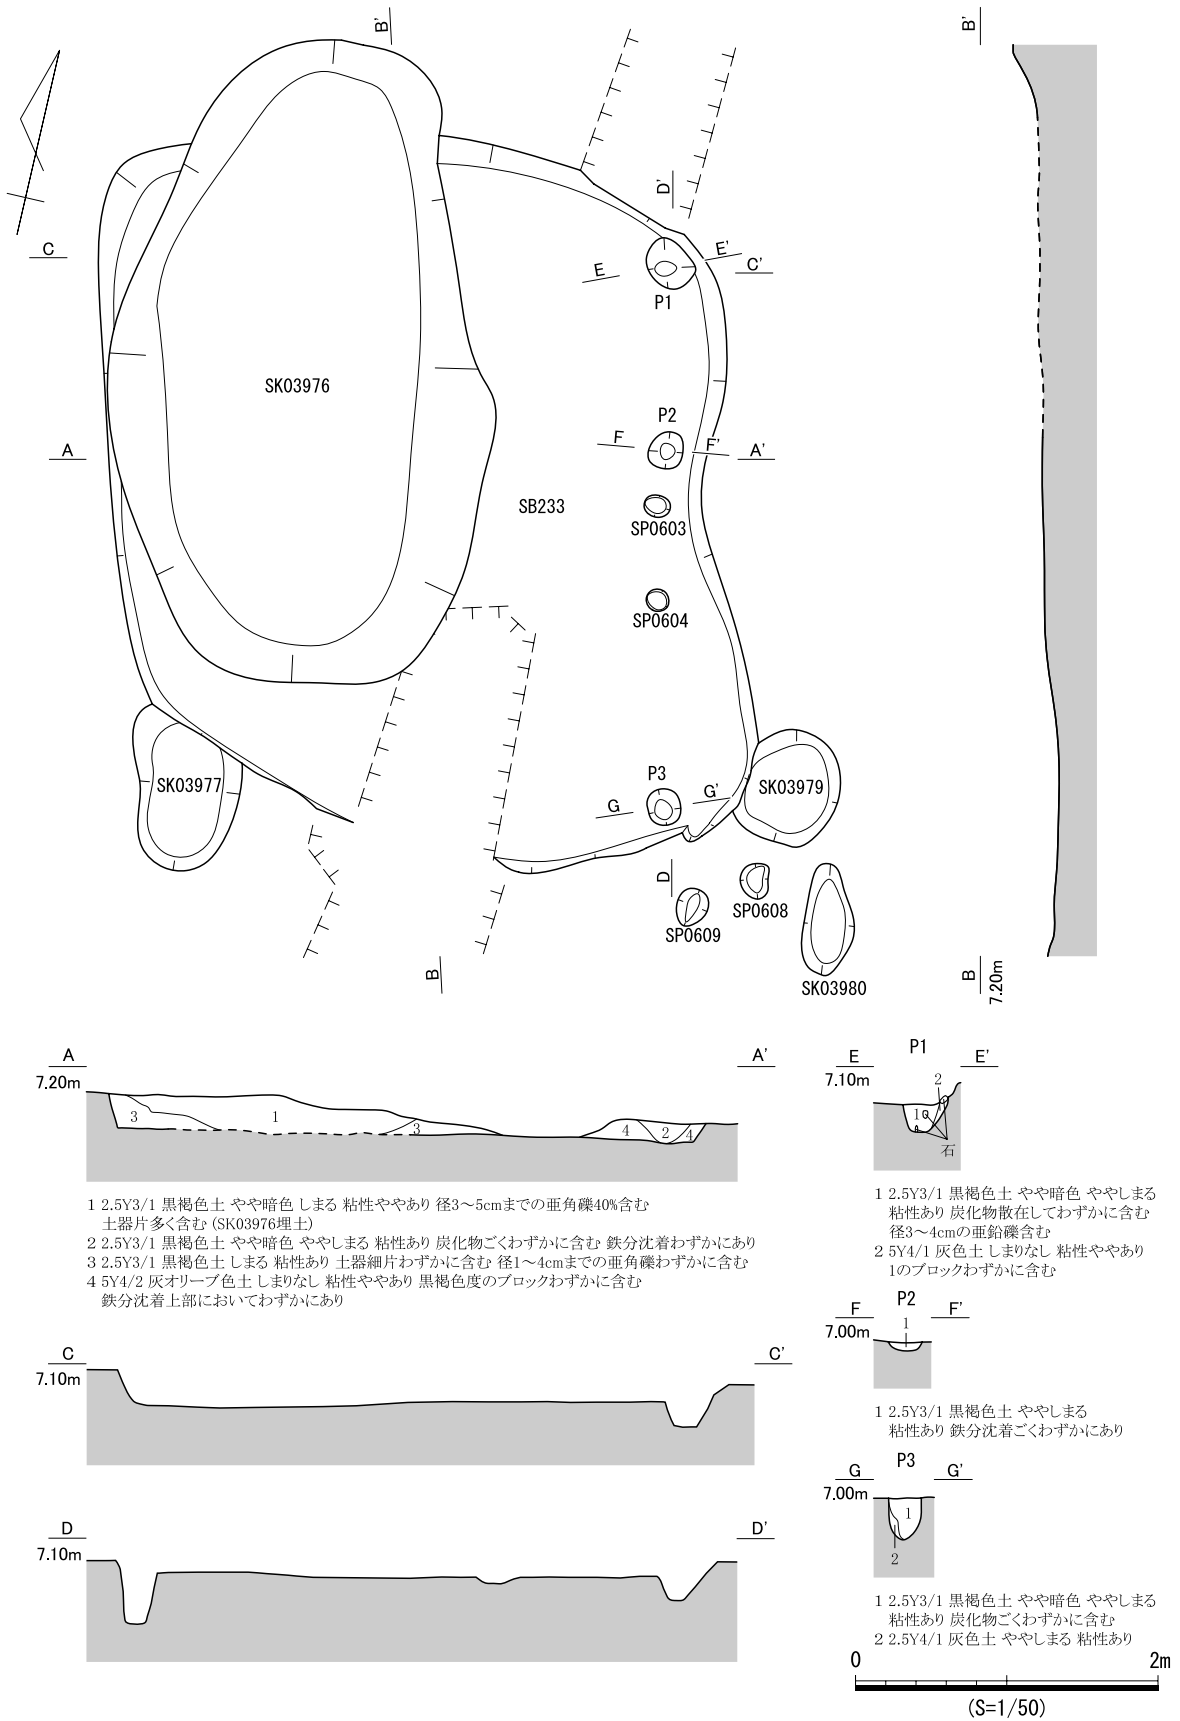 B'
B'
D'
C
E
E'
C'
P1
SK03976
P2
A
F
F'
A'
SB233
SP0603
SP0604
SK03977
P3
G
G'
SK03979
D
SP0608
SP0609
SK03980
B
B
7.20m
A
A'
7.20m
1
2
3
3
4
4
1 2.5Y3/1 黒褐色土 やや暗色 しまる 粘性ややあり 径3～5cmまでの亜角礫40%含む
土器片多く含む (SK03976埋土)
2 2.5Y3/1 黒褐色土 やや暗色 ややしまる 粘性あり 炭化物ごくわずかに含む 鉄分沈着わずかにあり
3 2.5Y3/1 黒褐色土 しまる 粘性あり 土器細片わずかに含む 径1～4cmまでの亜角礫わずかに含む
4 5Y4/2 灰オリーブ色土 しまりなし 粘性ややあり 黒褐色度のブロックわずかに含む
鉄分沈着上部においてわずかにあり
C
C'
7.10m
D
D'
7.10m
P1
E
E'
7.10m
2
1
石
1 2.5Y3/1 黒褐色土 やや暗色 ややしまる
粘性あり 炭化物散在してわずかに含む
径3～4cmの亜鉛礫含む
2 5Y4/1 灰色土 しまりなし 粘性ややあり
1のブロックわずかに含む
P2
F
F'
7.00m
1
1 2.5Y3/1 黒褐色土 ややしまる
粘性あり 鉄分沈着ごくわずかにあり
P3
G
G'
7.00m
1
2
1 2.5Y3/1 黒褐色土 やや暗色 ややしまる
粘性あり 炭化物ごくわずかに含む
2 2.5Y4/1 灰色土 ややしまる 粘性あり
0
2m
(S=1/50)